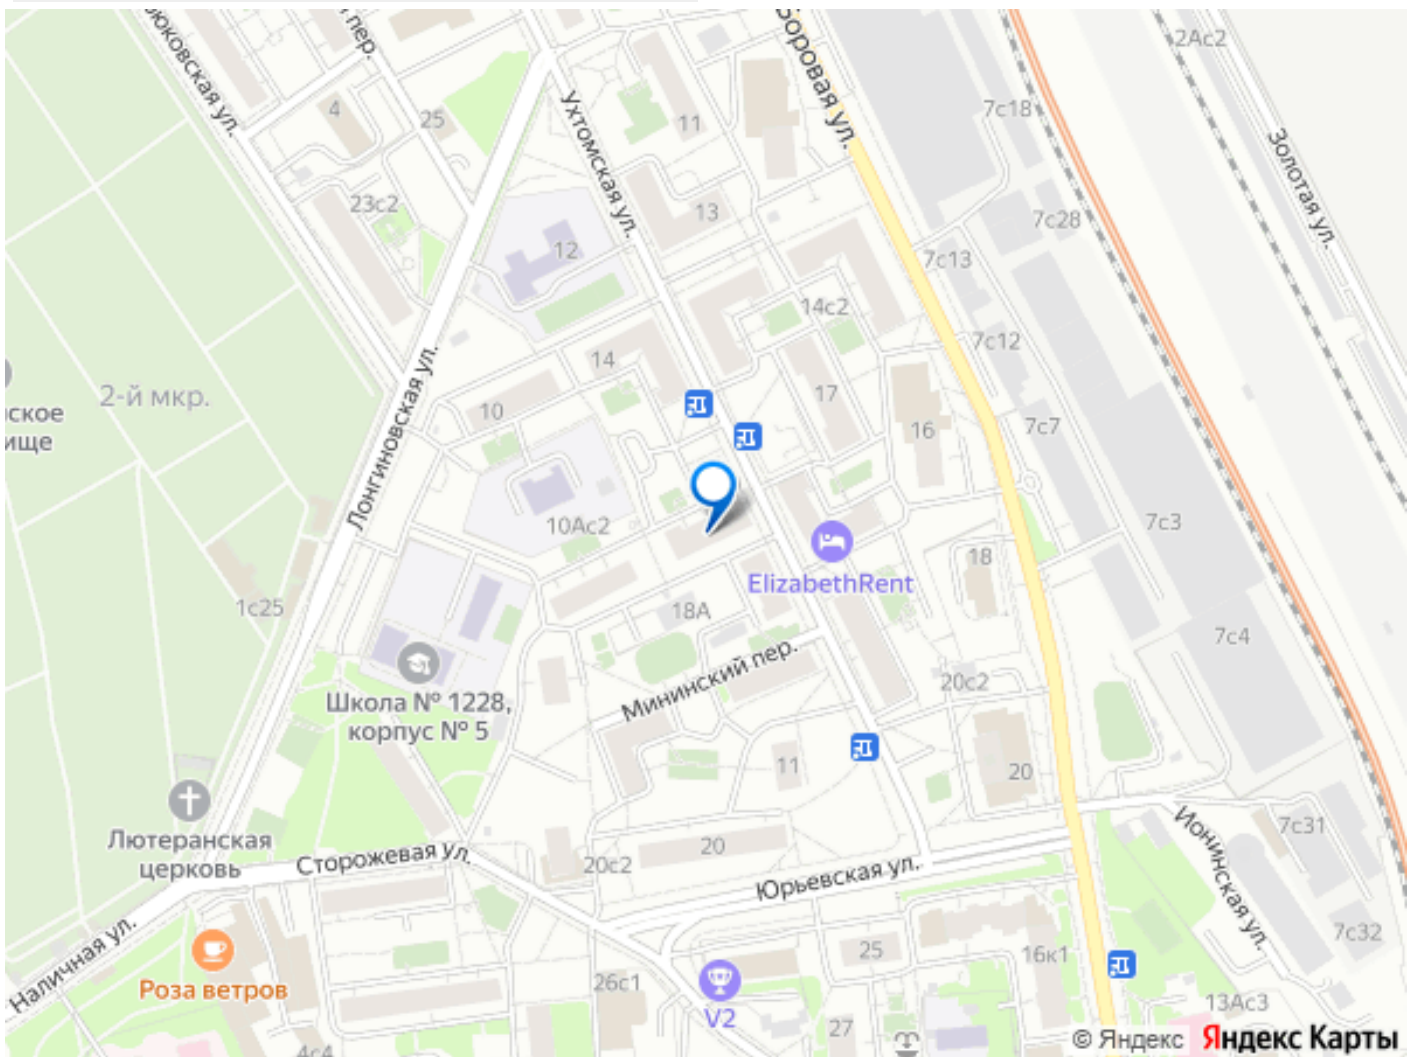 пер.
2Ас2
Боровая ул.
7с18
4
25
11
Ухтомская ул.
Золотая ул.
23с2
13
7с28
12
7с13
14с2
7с12
14
2-й мкр.
17
10
ское
ище
16
7с7
Лонгиновская ул.
10Ас2
7с3
ElizabethRent
18
1с25
18А
7с4
Мининский пер.
Школа № 1228,
корпус № 5
20с2
11
20
Лютеранская
церковь
Ионинская ул.
7с31
Сторожевая ул.
20
20с2
Юрьевская ул.
Наличная ул.
7с32
25
16к1
Роза ветров
26с1
V2
27
13Ас3
4с4
© Яндекс Яндекс Карты